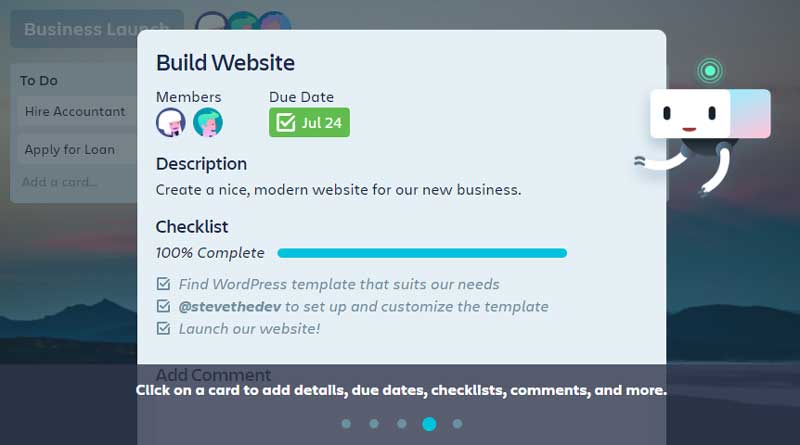 Business Launch
To Do
Hire Accountant
Apply for Loan
Add a card...
Build Website
Members
Due Date
Jul 24
Description
Create a nice, modern website for our new business.
Checklist
100% Complete
Find WordPress template that suits our needs
@stevethedev to set up and customize the template
Launch our website!
Add Comment
Click on a card to add details, due dates, checklists, comments, and more.